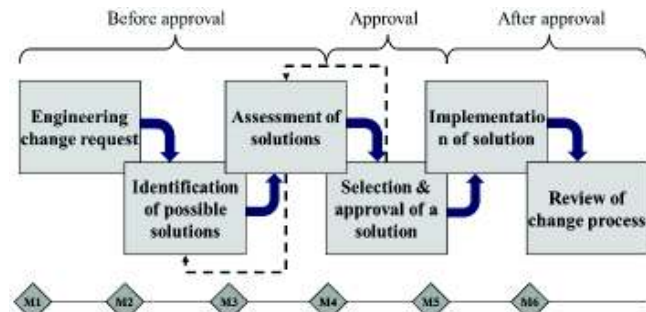 Before approval
Approval
After approval
Engineering
change request
Assessment of
solutions
Implementatio
n of solution
Identification
of possible
solutions
Selection &
approval of a
solution
Review of
change process
M1
M2
M3
M4
M5
M6